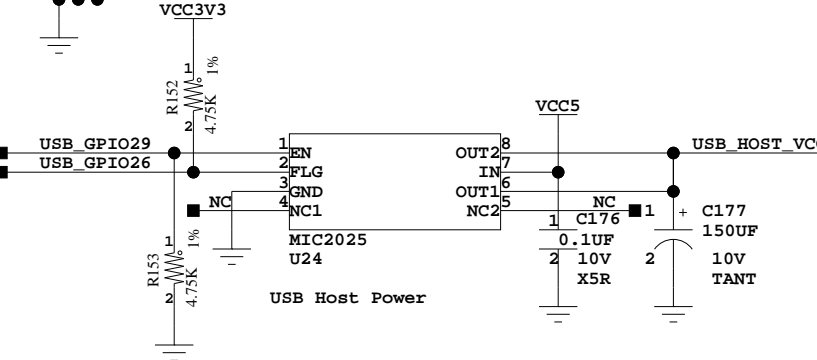 VCC3V3
1
1%
R152
4.75K
2
VCC5
USB_GPIO29
1
EN
OUT2
8
USB_HOST_VC
USB_GPIO26
2
FLG
IN
7
3
GND
OUT1
6
NC
4
NC1
NC2
5
NC
1
+
C177
1
C176
150UF
MIC2025
0.1UF
U24
2
10V
2
10V
X5R
TANT
1
1%
R153
4.75K
2
USB Host Power